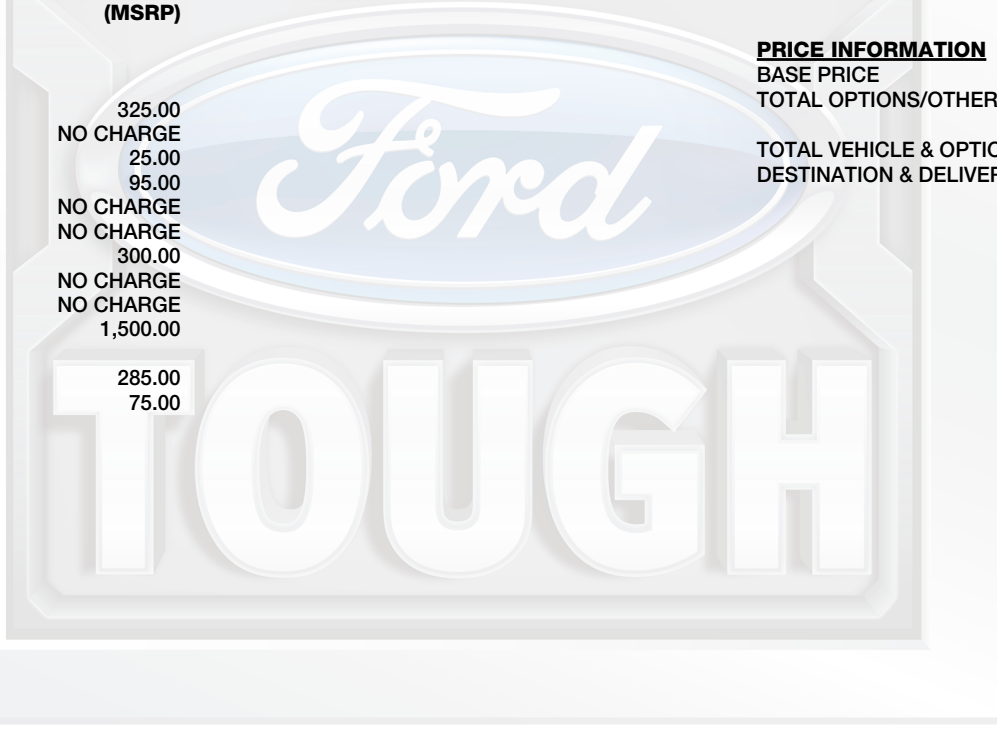 (MSRP)
325.00
NO CHARGE
25.00
95.00
NO CHARGE
NO CHARGE
300.00
NO CHARGE
NO CHARGE
1,500.00
285.00
75.00
PRICE INFORMATION
BASE PRICE
TOTAL OPTIONS/OTHER
TOTAL VEHICLE & OPTIO
DESTINATION & DELIVER
Ford
TOUGH